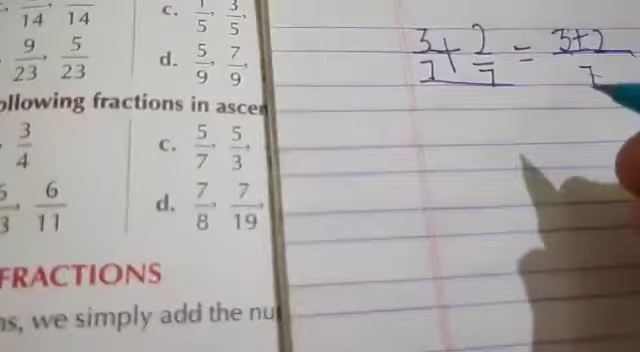 14, 14 c. 1/5, 3/5,
9/23, 5/23 d. 5/9, 7/9,
ollowing fractions in ascen
3/4 c. 5/7, 5/3,
6/11 d. 7/8, 7/19,
FRACTIONS
ns, we simply add the nu
3/7 + 2/7 = 3+2/7